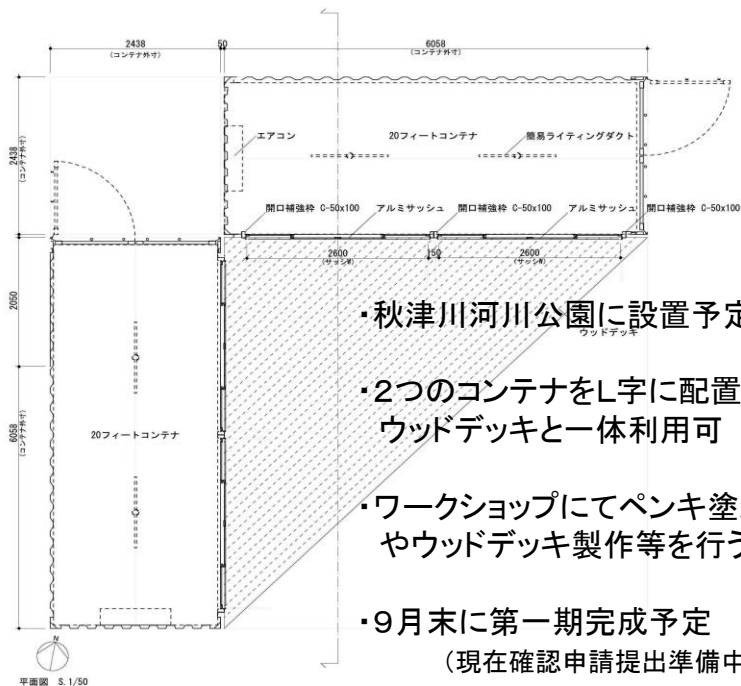 2438
(コンテナ外寸)
50
6058
(コンテナ外寸)
2438
(コンテナ外寸)
エアコン
20フィートコンテナ
簡易ライティングダクト
開口補強枠 C-50x100
アルミサッシュ
開口補強枠 C-50x100
アルミサッシュ
開口補強枠 C-50x100
2600
(サッシW)
150
2600
(サッシW)
2050
6058
(コンテナ外寸)
20フィートコンテナ
ウッドデッキ
・秋津川河川公園に設置予定
・2つのコンテナをL字に配置
ウッドデッキと一体利用可
・ワークショップにてペンキ塗
やウッドデッキ製作等を行う
・9月末に第一期完成予定
(現在確認申請提出準備中
N
平面図 S.1/50